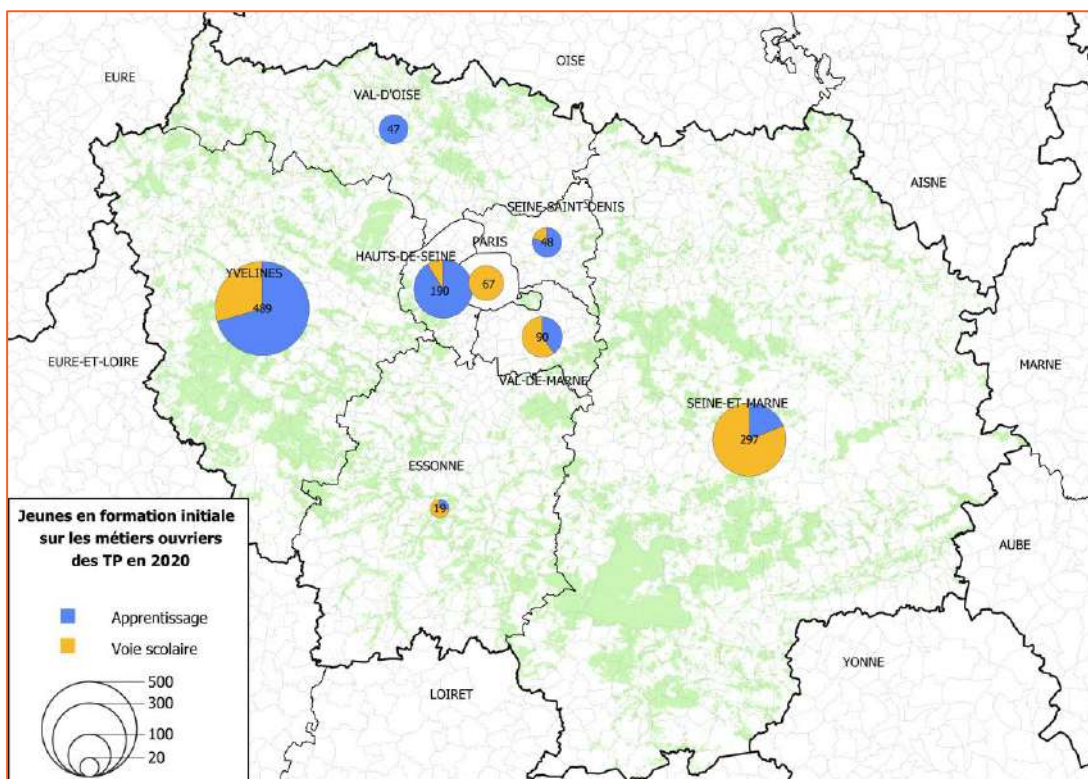 OISE
EURE
VAL-D'OISE
47
AISNE
SEINE-SAINT-DENIS
48
PARIS
HAUTS-DE-SEINE
190
67
YVELINES
489
90
VAL-DE-MARNE
EURE-ET-LOIRE
MARNE
SEINE-ET-MARNE
297
ESSONNE
19
AUBE
YONNE
LOIRET
Jeunes en formation initiale
sur les métiers ouvriers
des TP en 2020
Apprentissage
Voie scolaire
500
300
100
20